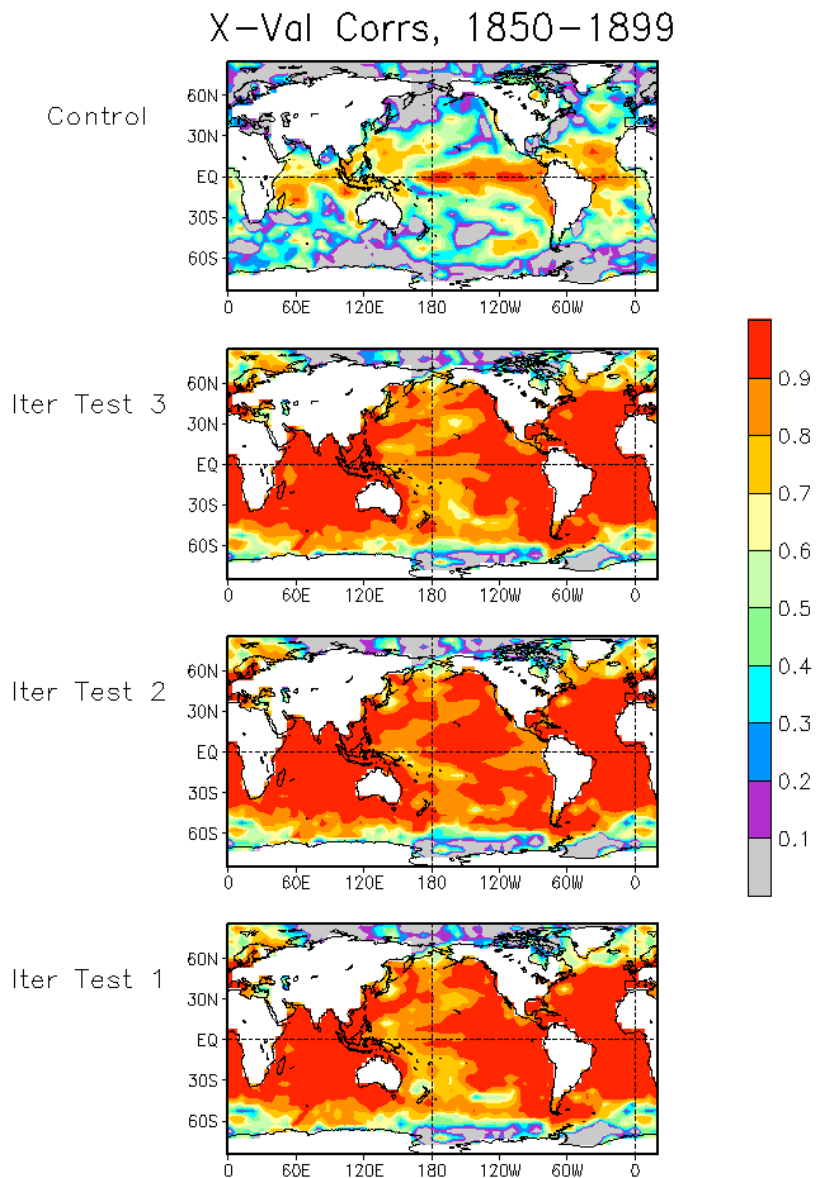 X-Val Corrs, 1850-1899
Control
60N
30N
EQ
30S
60S
0 60E 120E 180 120W 60W 0
Iter Test 3
60N
30N
EQ
30S
60S
0 60E 120E 180 120W 60W 0
0.9
0.8
0.7
0.6
0.5
0.4
0.3
0.2
0.1
Iter Test 2
60N
30N
EQ
30S
60S
0 60E 120E 180 120W 60W 0
Iter Test 1
60N
30N
EQ
30S
60S
0 60E 120E 180 120W 60W 0